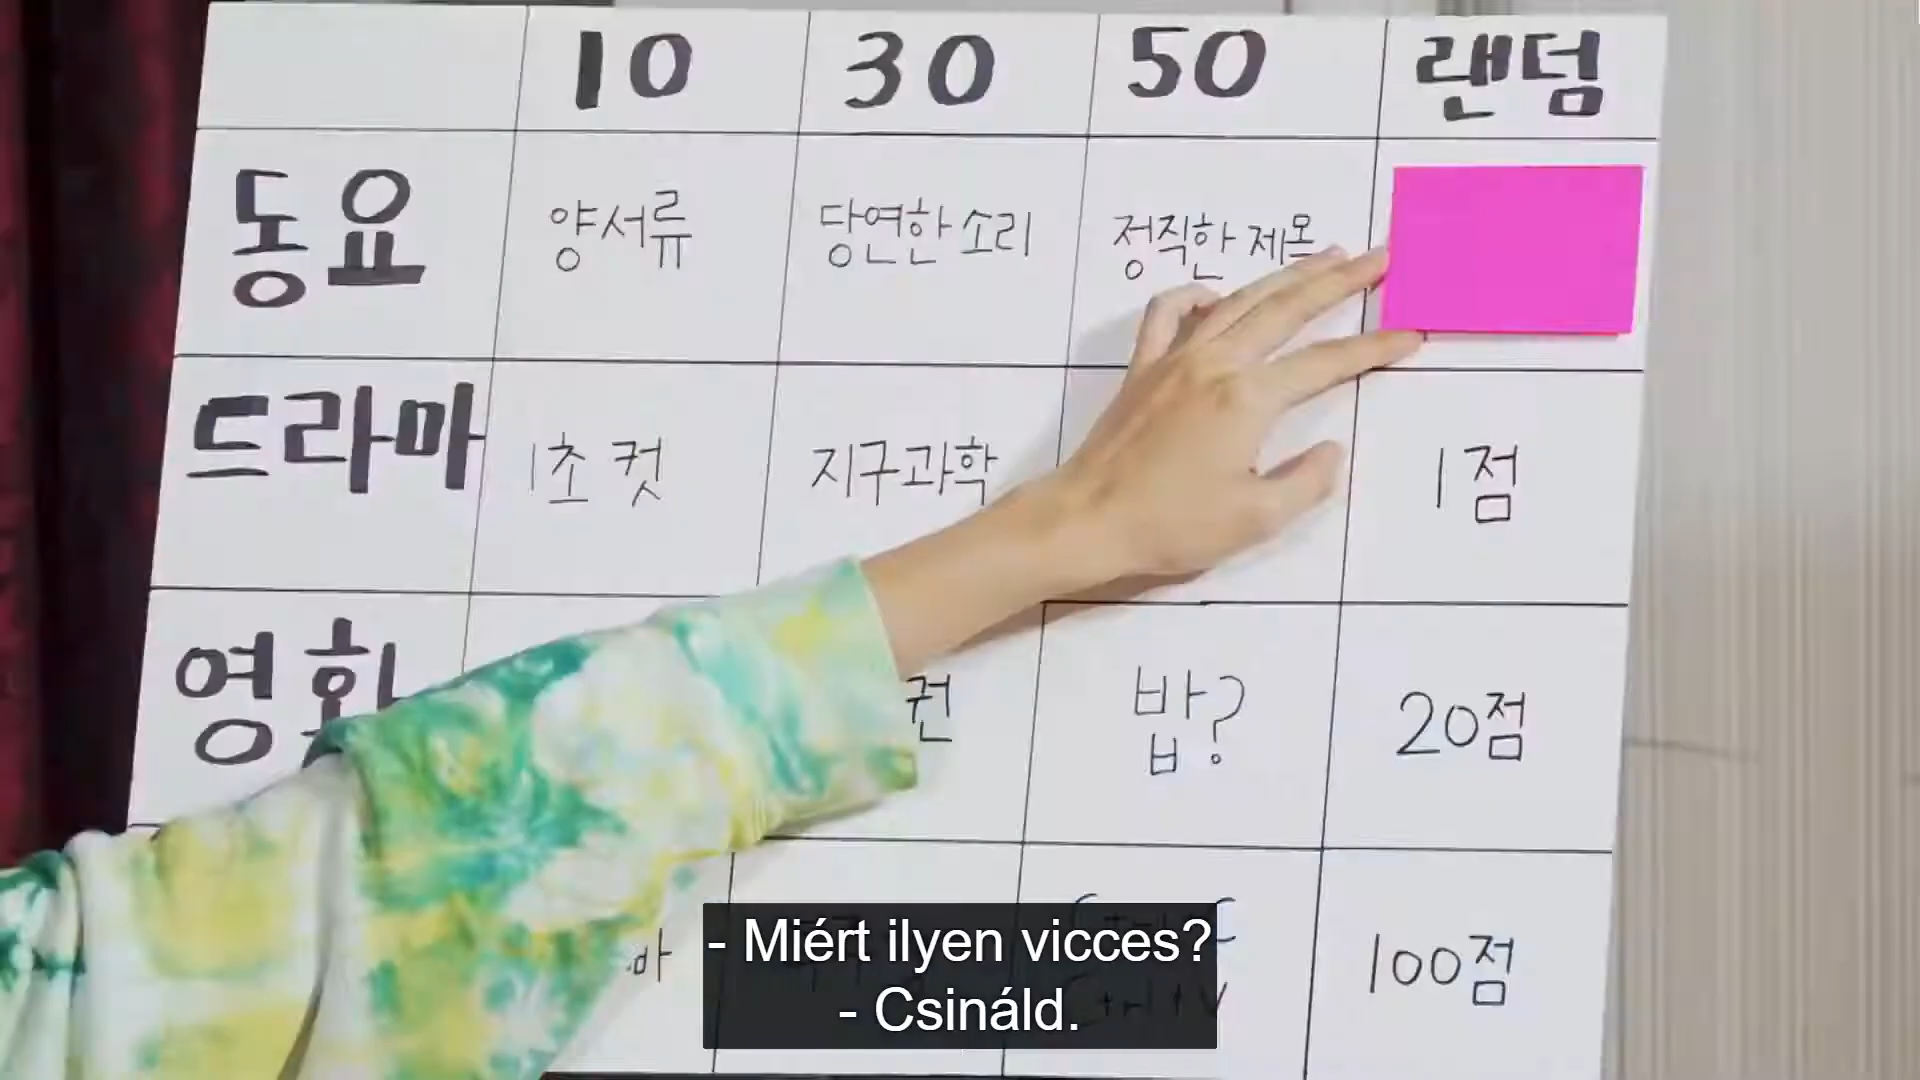 10 30 50 랜덤
동요 양서류 당연한 소리 정직한 제목
드라마 1초 컷 지구과학 1점
영화 밥? 20점
100점
- Miért ilyen vicces?
- Csináld.